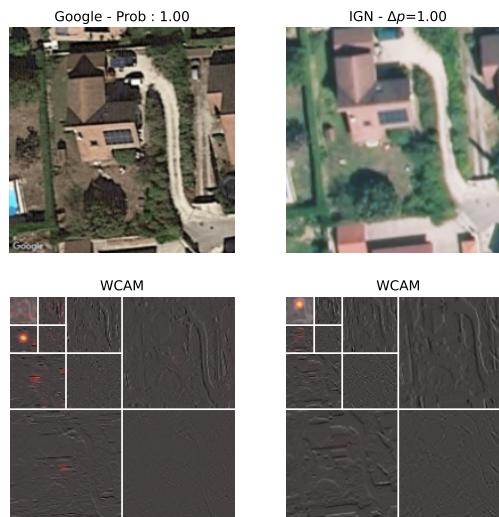 Google - Prob : 1.00
IGN - Δp=1.00
Google
WCAM
WCAM